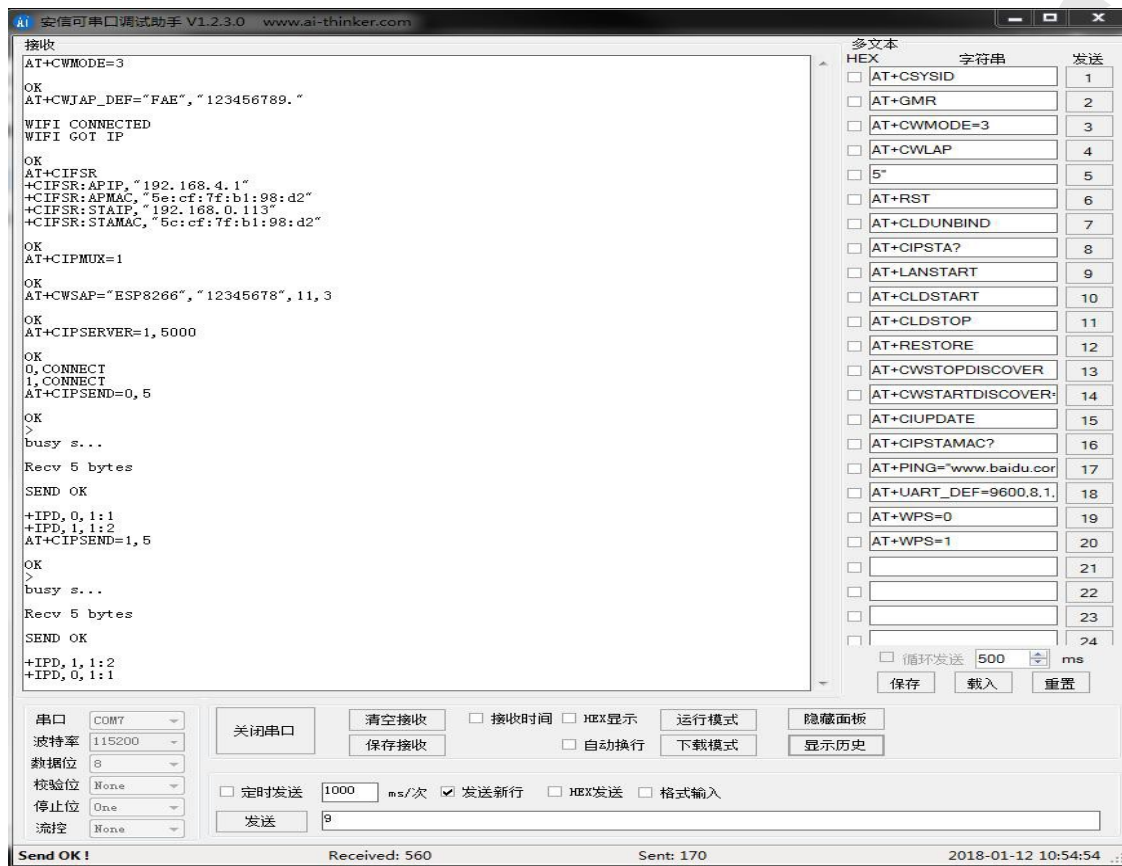 安信可串口调试助手 V1.2.3.0 www.ai-thinker.com
接收
AT+CWMODE=3
OK
AT+CWJAP_DEF="FAE","123456789."
WIFI CONNECTED
WIFI GOT IP
OK
AT+CIFSR
+CIFSR:APIP,"192.168.4.1"
+CIFSR:APMAC,"5e:cf:7f:b1:98:d2"
+CIFSR:STAIP,"192.168.0.113"
+CIFSR:STAMAC,"5c:cf:7f:b1:98:d2"
OK
AT+CIPMUX=1
OK
AT+CWSAP="ESP8266","12345678",11,3
OK
AT+CIPSERVER=1,5000
OK
0,CONNECT
1,CONNECT
AT+CIPSEND=0,5
OK
>
busy s...
Recv 5 bytes
SEND OK
+IPD,0,1:1
+IPD,1,1:2
AT+CIPSEND=1,5
OK
>
busy s...
Recv 5 bytes
SEND OK
+IPD,1,1:2
+IPD,0,1:1
多文本
HEX 字符串 发送
AT+CSYSID 1
AT+GMR 2
AT+CWMODE=3 3
AT+CWLAP 4
5" 5
AT+RST 6
AT+CLDUNBIND 7
AT+CIPSTA? 8
AT+LANSTART 9
AT+CLDSTART 10
AT+CLDSTOP 11
AT+RESTORE 12
AT+CWSTOPDISCOVER 13
AT+CWSTARTDISCOVER= 14
AT+CIUPDATE 15
AT+CIPSTAMAC? 16
AT+PING="www.baidu.cor 17
AT+UART_DEF=9600,8,1, 18
AT+WPS=0 19
AT+WPS=1 20
21
22
23
24
循环发送 500 ms
保存 载入 重置
串口 COM7
波特率 115200
数据位 8
校验位 None
停止位 One
流控 None
关闭串口
清空接收 接收时间 HEX显示 运行模式 隐藏面板
保存接收 自动换行 下载模式 显示历史
定时发送 1000 ms/次 发送新行 HEX发送 格式输入
发送 9
Send OK! Received: 560 Sent: 170 2018-01-12 10:54:54